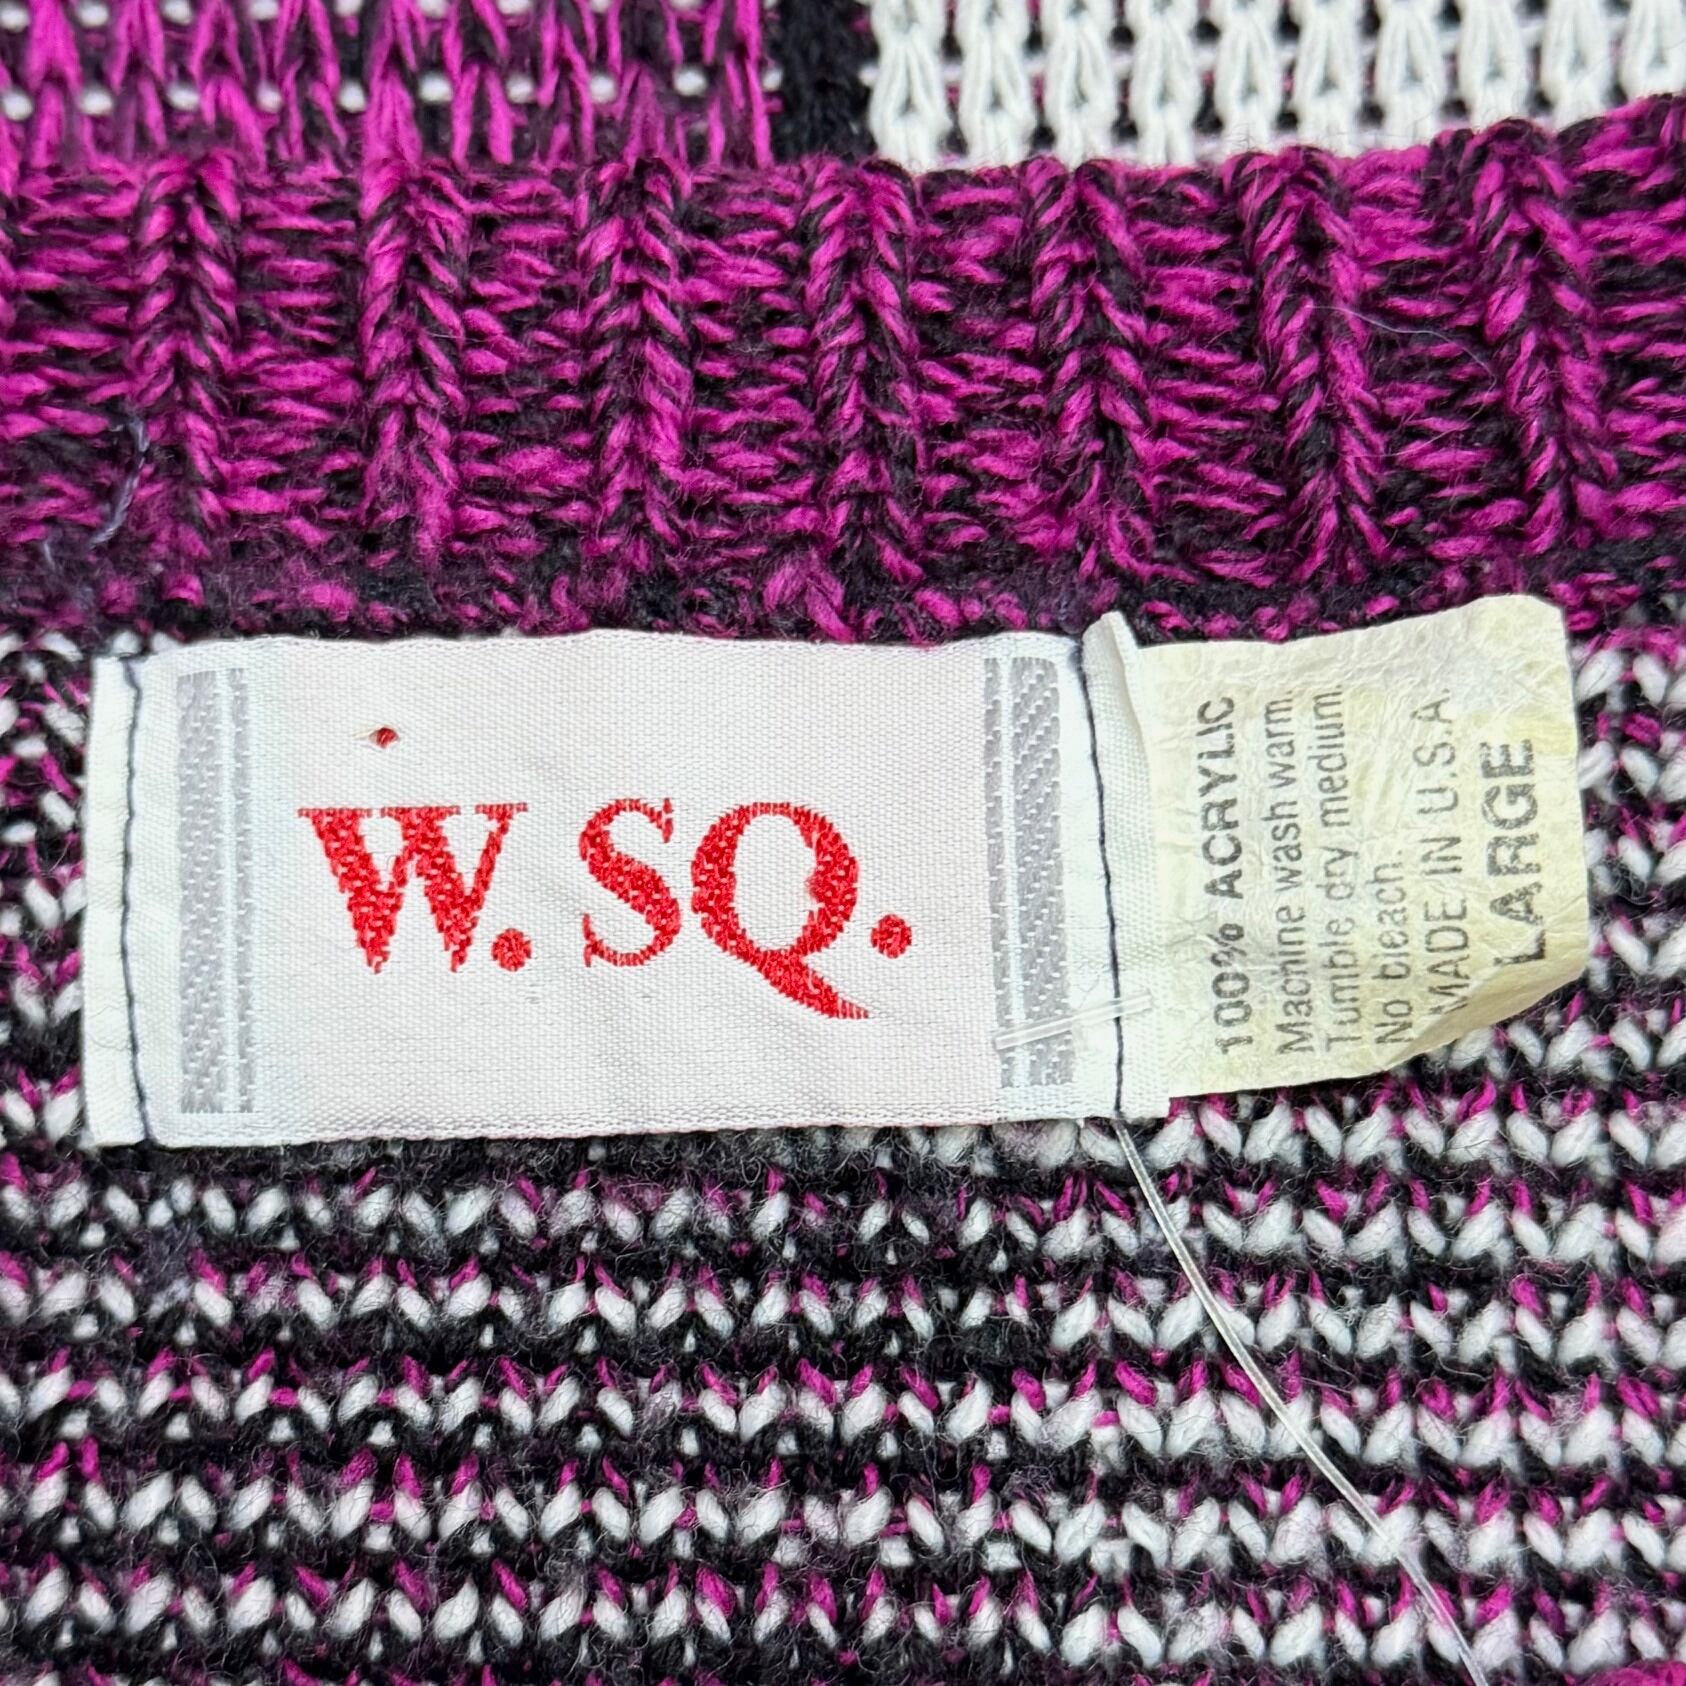 W. SQ.
100% ACRYLIC
Machine wash warm.
Tumble dry medium.
No bleach.
MADE IN U.S.A.
LARGE